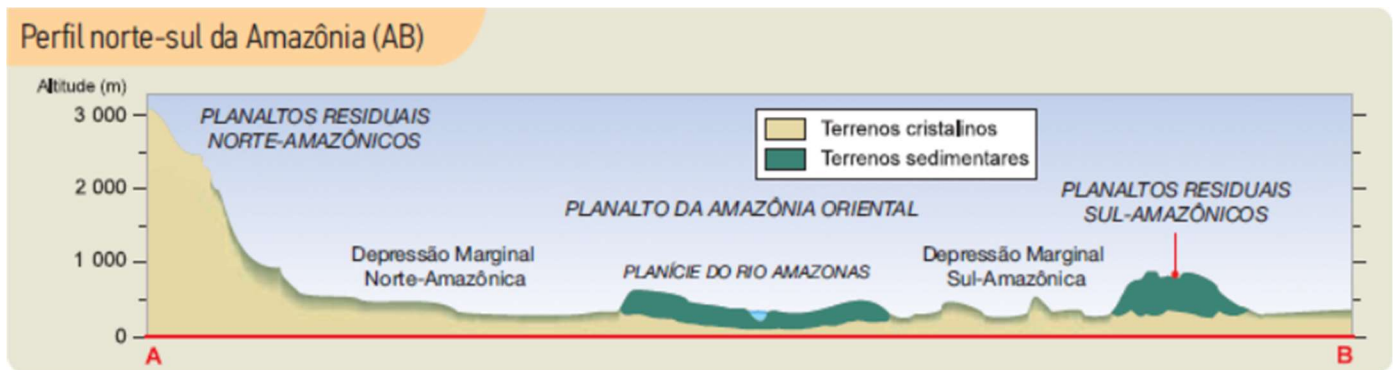 Perfil norte-sul da Amazônia (AB)
Altitude (m)
3 000
PLANALTOS RESIDUAIS
NORTE-AMAZÔNICOS
Terrenos cristalinos
Terrenos sedimentares
2 000
PLANALTO DA AMAZÔNIA ORIENTAL
PLANALTOS RESIDUAIS
SUL-AMAZÔNICOS
1 000
Depressão Marginal
Norte-Amazônica
PLANÍCIE DO RIO AMAZONAS
Depressão Marginal
Sul-Amazônica
0
A
B